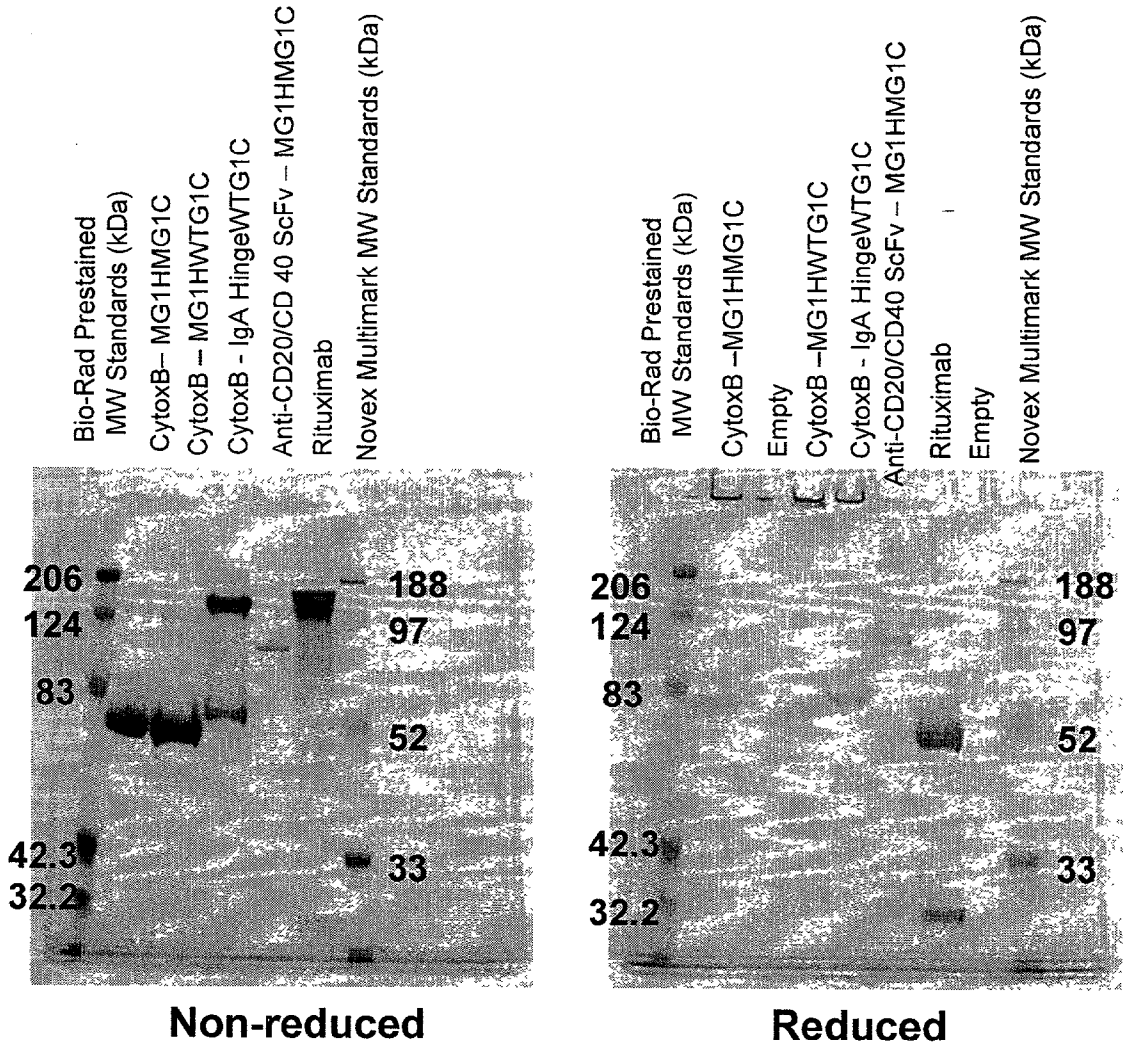 Bio-Rad Prestained
MW Standards (kDa)
CytoxB– MG1HMG1C
CytoxB – MG1HWTG1C
CytoxB - IgA HingeWTG1C
Anti-CD20/CD 40 ScFv – MG1HMG1C
Rituximab
Novex Multimark MW Standards (kDa)
206
124
83
42.3
32.2
188
97
52
33
Non-reduced
Bio-Rad Prestained
MW Standards (kDa)
CytoxB –MG1HMG1C
Empty
CytoxB –MG1HWTG1C
CytoxB - IgA HingeWTG1C
Anti-CD20/CD40 ScFv – MG1HMG1C
Rituximab
Empty
Novex Multimark MW Standards (kDa)
206
124
83
42.3
32.2
188
97
52
33
Reduced